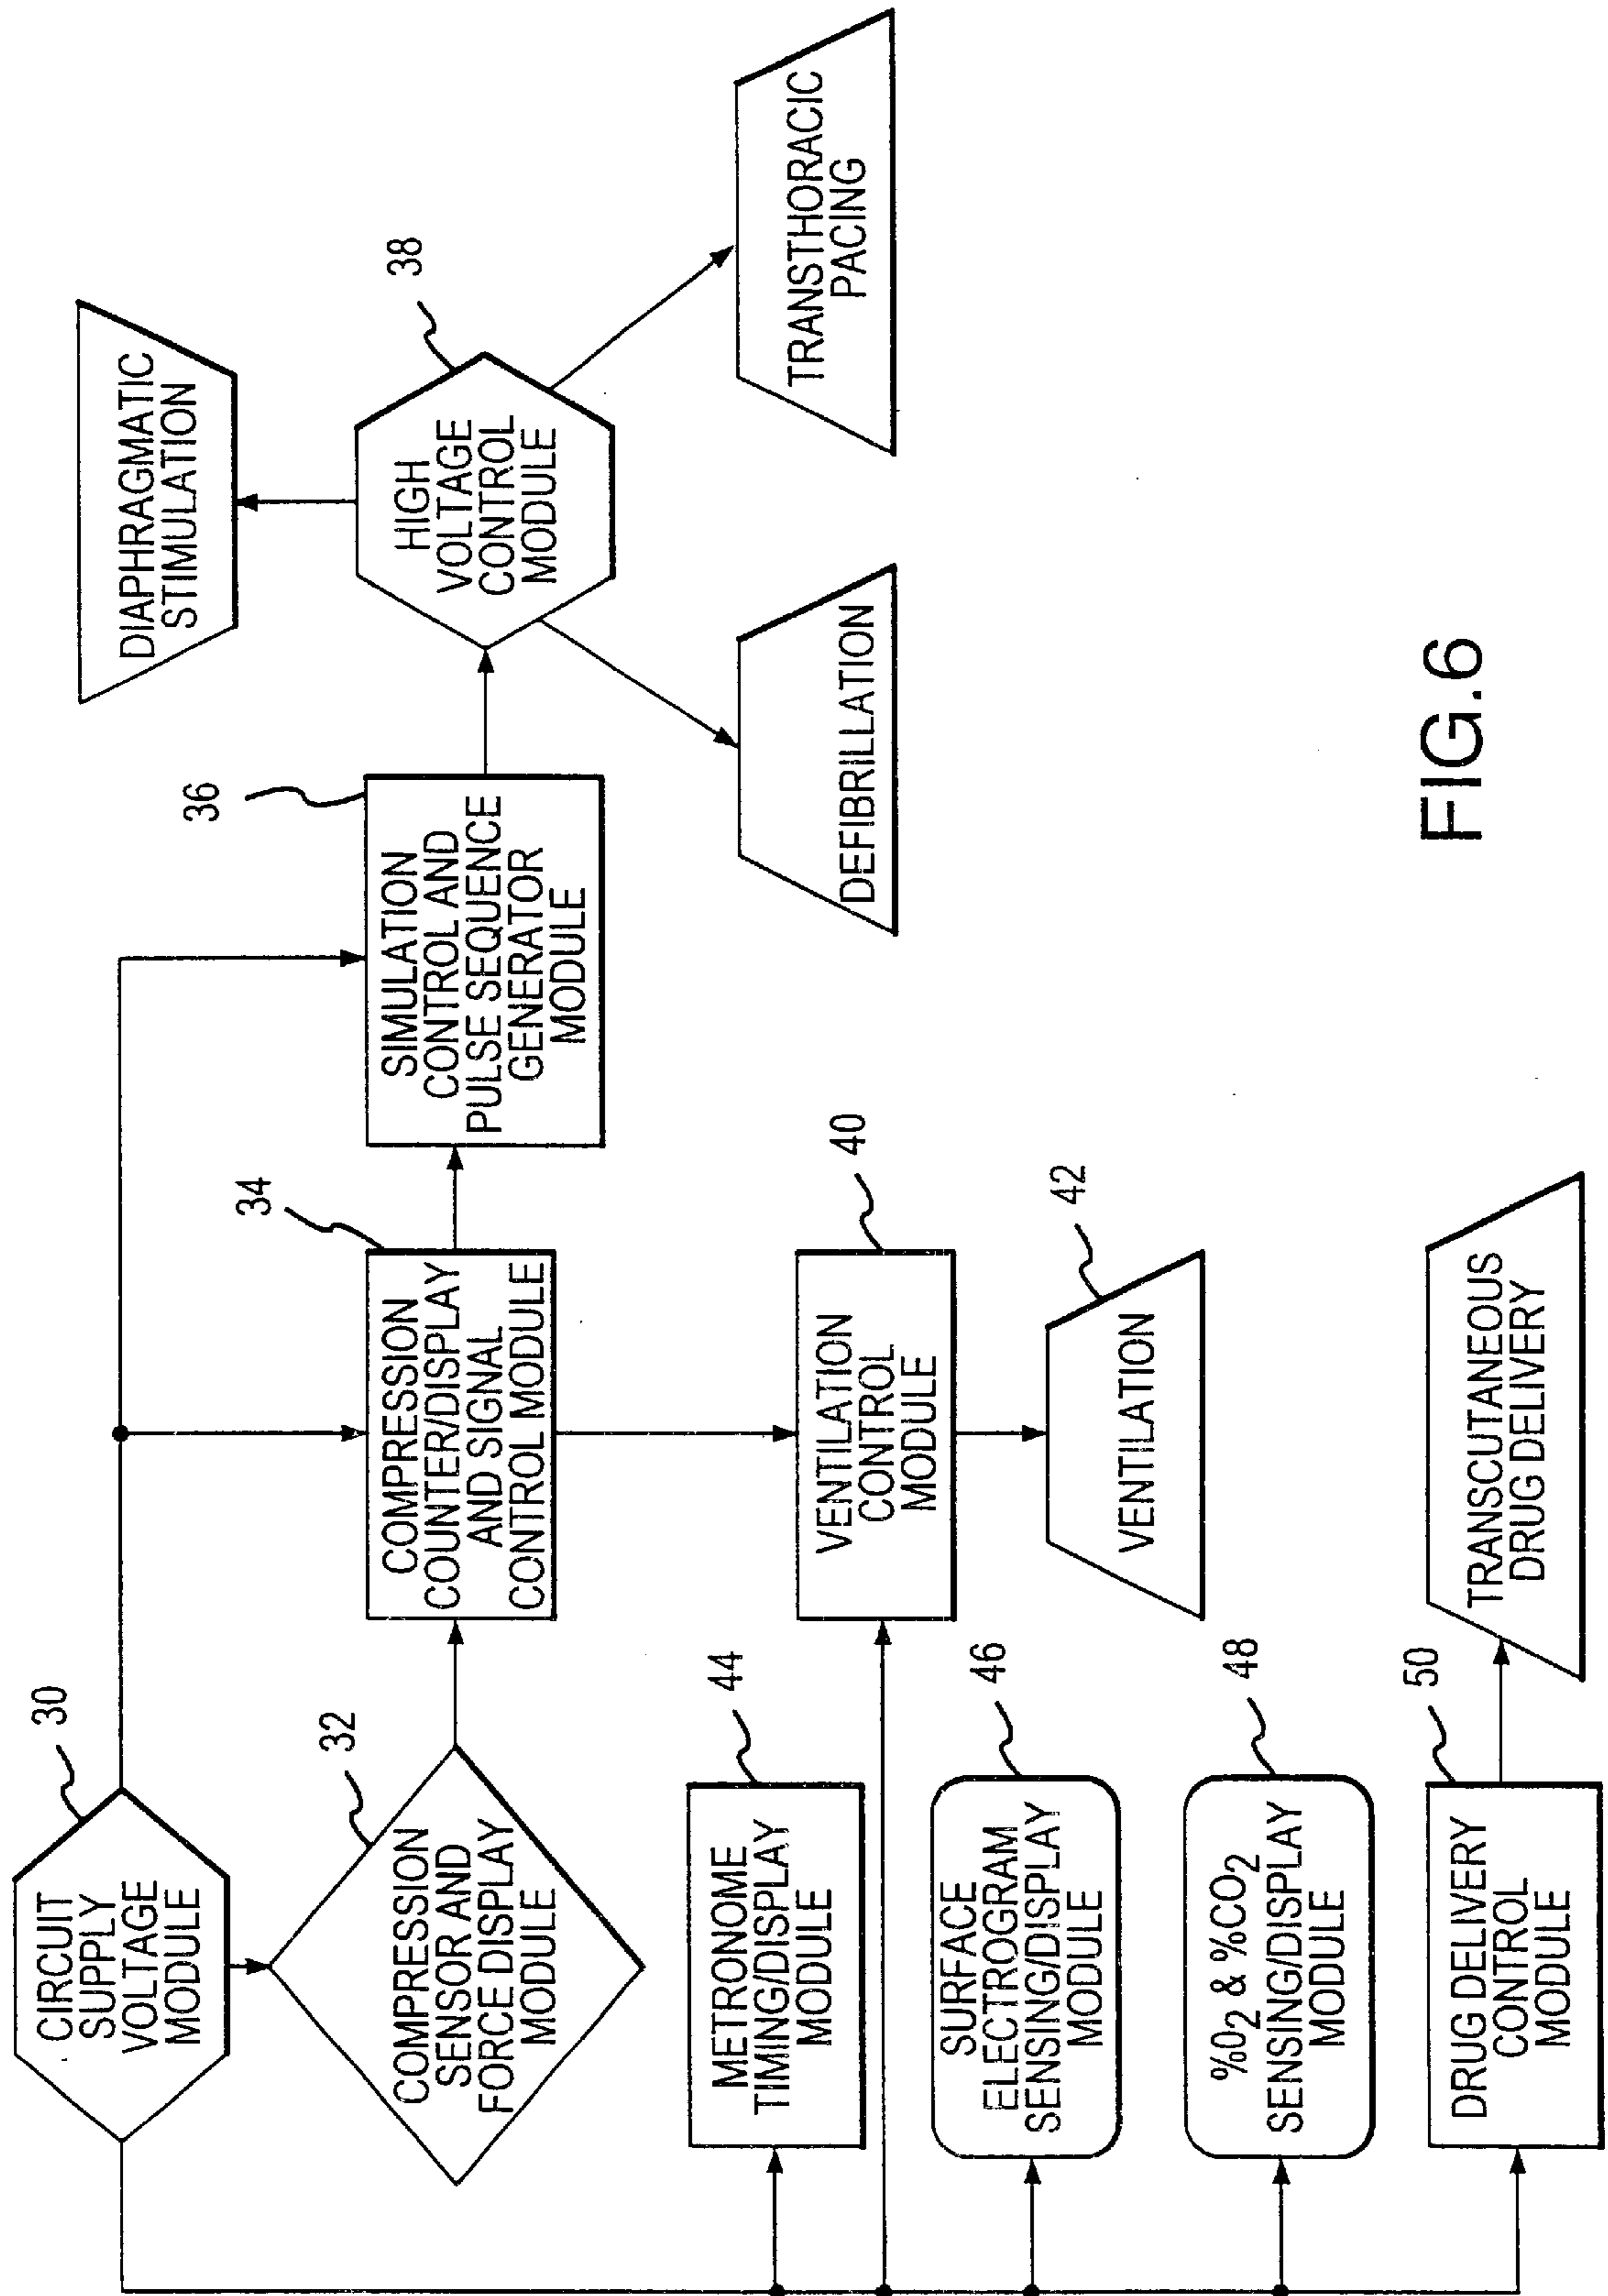 30
CIRCUIT
SUPPLY
VOLTAGE
MODULE
32
COMPRESSION
SENSOR AND
FORCE DISPLAY
MODULE
34
COMPRESSION
COUNTER/DISPLAY
AND SIGNAL
CONTROL MODULE
36
SIMULATION
CONTROL AND
PULSE SEQUENCE
GENERATOR
MODULE
38
HIGH
VOLTAGE
CONTROL
MODULE
DIAPHRAGMATIC
STIMULATION
DEFIBRILLATION
TRANSTHORACIC
PACING
44
METRONOME
TIMING/DISPLAY
MODULE
40
VENTILATION
CONTROL
MODULE
42
VENTILATION
46
SURFACE
ELECTROGRAM
SENSING/DISPLAY
MODULE
48
%O2 & %CO2
SENSING/DISPLAY
MODULE
50
DRUG DELIVERY
CONTROL
MODULE
TRANSCUTANEOUS
DRUG DELIVERY
FIG.6